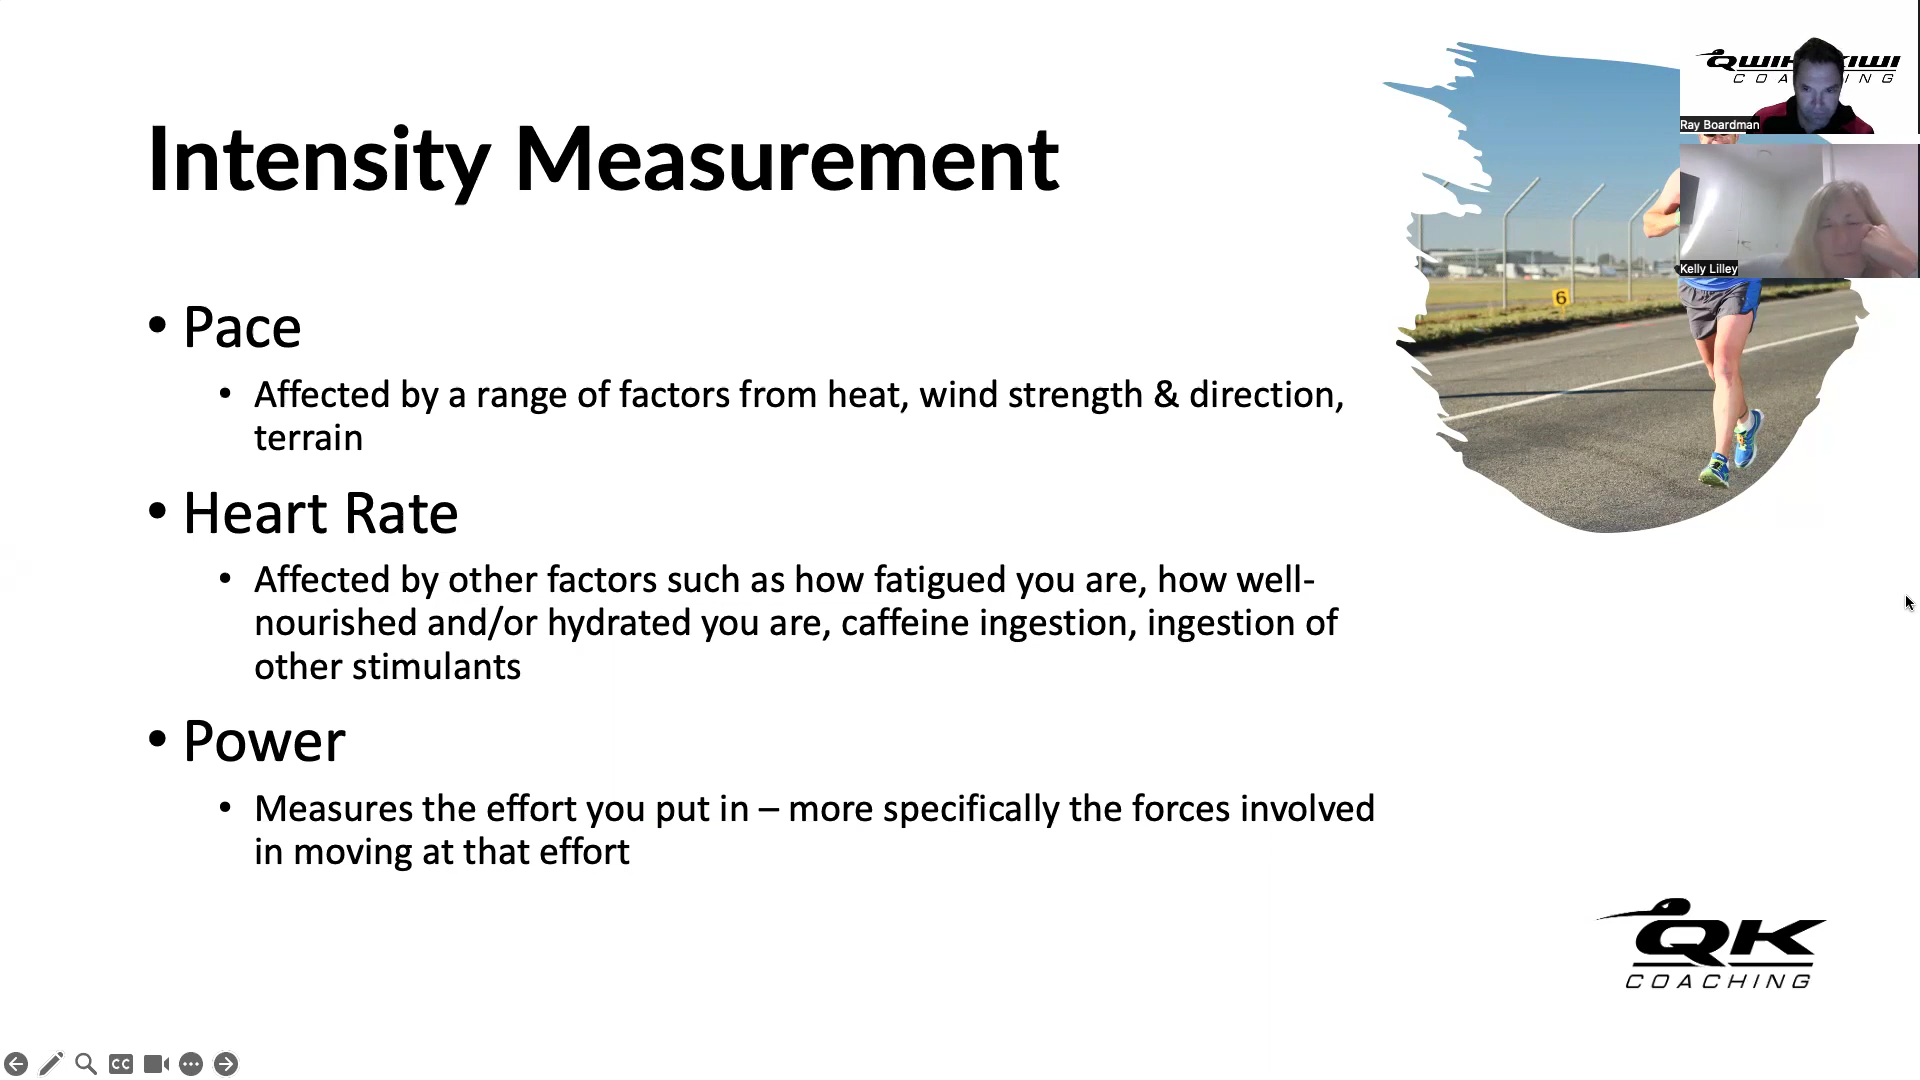 Intensity Measurement
• Pace
• Affected by a range of factors from heat, wind strength & direction,
terrain
• Heart Rate
• Affected by other factors such as how fatigued you are, how well-
nourished and/or hydrated you are, caffeine ingestion, ingestion of
other stimulants
• Power
• Measures the effort you put in – more specifically the forces involved
in moving at that effort
Ray Boardman
Kelly Lilley
6
QK
COACHING
CC